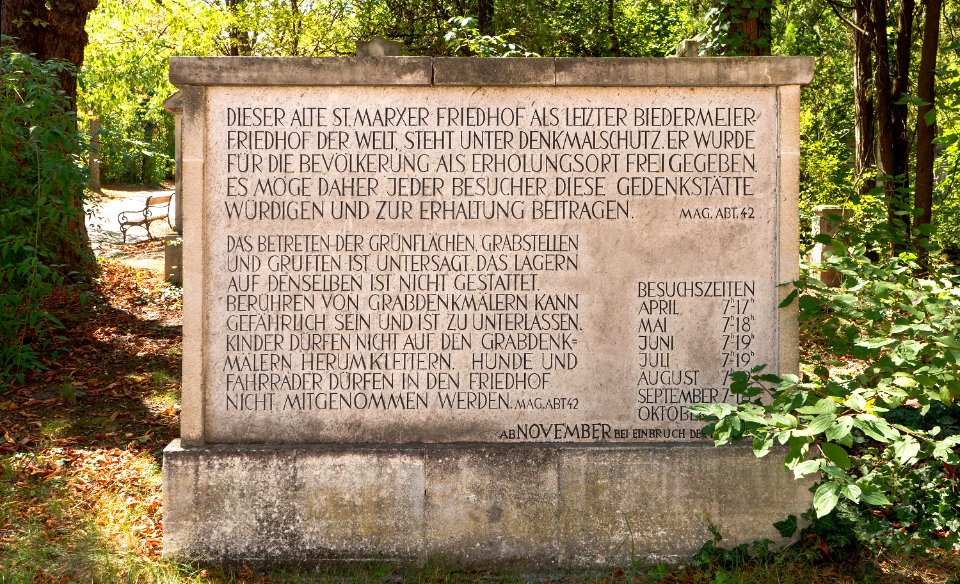 DIESER ALTE ST. MARXER FRIEDHOF ALS LETZTER BIEDERMEIER
FRIEDHOF DER WELT, STEHT UNTER DENKMALSCHUTZ. ER WURDE
FÜR DIE BEVÖLKERUNG ALS ERHOLUNGSORT FREIGEGEBEN.
ES MÖGE DAHER JEDER BESUCHER DIESE GEDENKSTÄTTE
WÜRDIGEN UND ZUR ERHALTUNG BEITRAGEN. MAG. ABT. 42
DAS BETRETEN DER GRÜNFLÄCHEN, GRABSTELLEN
UND GRUFTEN IST UNTERSAGT. DAS LAGERN
AUF DENSELBEN IST NICHT GESTATTET.
BERÜHREN VON GRABDENKMÄLERN KANN
GEFÄHRLICH SEIN UND IST ZU UNTERLASSEN.
KINDER DÜRFEN NICHT AUF DEN GRABDENK=
MÄLERN HERUMKLETTERN. HUNDE UND
FAHRRÄDER DÜRFEN IN DEN FRIEDHOF
NICHT MITGENOMMEN WERDEN. MAG. ABT 42
BESUCHSZEITEN
APRIL 7-17h
MAI 7-18h
JUNI 7-19h
JULI 7-19h
AUGUST
SEPTEMBER
OKTOBER
AB NOVEMBER BEI EINBRUCH